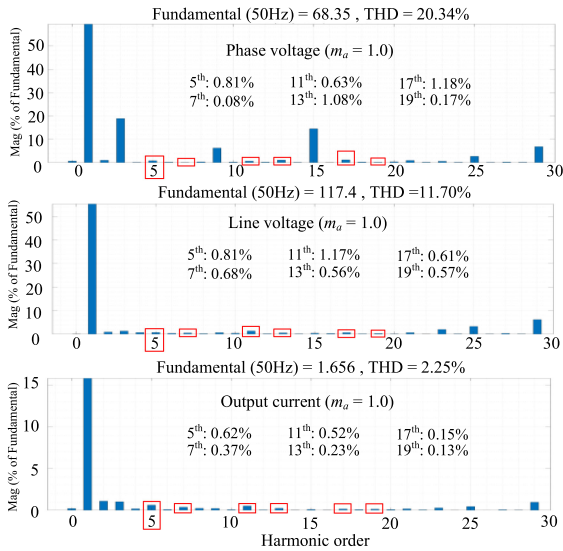 Fundamental (50Hz) = 68.35 , THD = 20.34%
Mag (% of Fundamental)
50
40
30
20
10
0
Phase voltage (mₐ = 1.0)
5ᵗʰ: 0.81% 11ᵗʰ: 0.63% 17ᵗʰ: 1.18%
7ᵗʰ: 0.08% 13ᵗʰ: 1.08% 19ᵗʰ: 0.17%
0 5 10 15 20 25 30
Fundamental (50Hz) = 117.4 , THD =11.70%
Mag (% of Fundamental)
50
40
30
20
10
0
Line voltage (mₐ = 1.0)
5ᵗʰ: 0.81% 11ᵗʰ: 1.17% 17ᵗʰ: 0.61%
7ᵗʰ: 0.68% 13ᵗʰ: 0.56% 19ᵗʰ: 0.57%
0 5 10 15 20 25 30
Fundamental (50Hz) = 1.656 , THD = 2.25%
Mag (% of Fundamental)
15
10
5
0
Output current (mₐ = 1.0)
5ᵗʰ: 0.62% 11ᵗʰ: 0.52% 17ᵗʰ: 0.15%
7ᵗʰ: 0.37% 13ᵗʰ: 0.23% 19ᵗʰ: 0.13%
0 5 10 15 20 25 30
Harmonic order